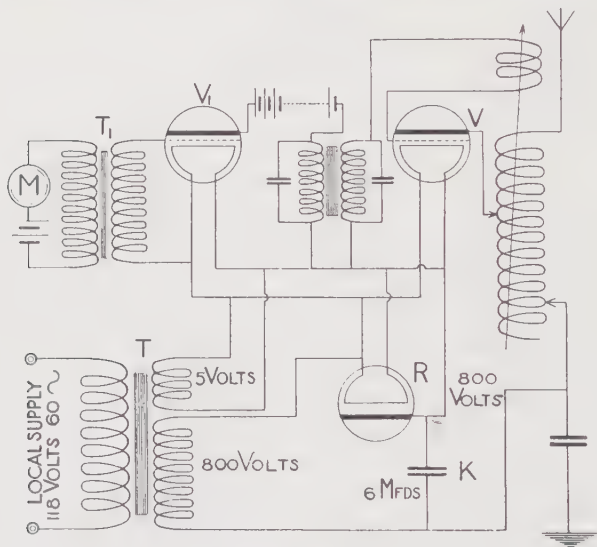 V₁
V
T₁
M
T
R
LOCAL SUPPLY
118 VOLTS 60 ~
5 VOLTS
800 VOLTS
800
VOLTS
K
6 MFDS